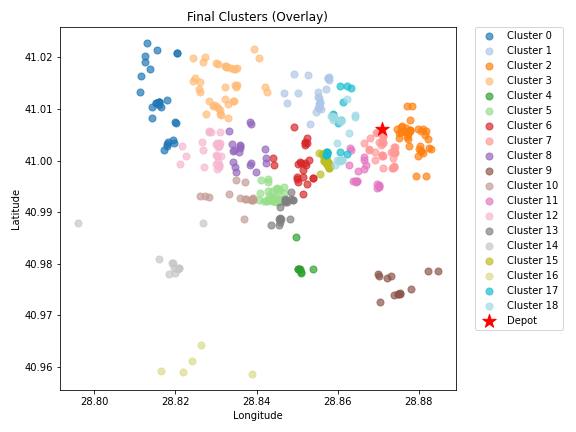 Final Clusters (Overlay)
41.02
41.01
41.00
40.99
40.98
40.97
40.96
Latitude
28.80 28.82 28.84 28.86 28.88
Longitude
Cluster 0
Cluster 1
Cluster 2
Cluster 3
Cluster 4
Cluster 5
Cluster 6
Cluster 7
Cluster 8
Cluster 9
Cluster 10
Cluster 11
Cluster 12
Cluster 13
Cluster 14
Cluster 15
Cluster 16
Cluster 17
Cluster 18
Depot